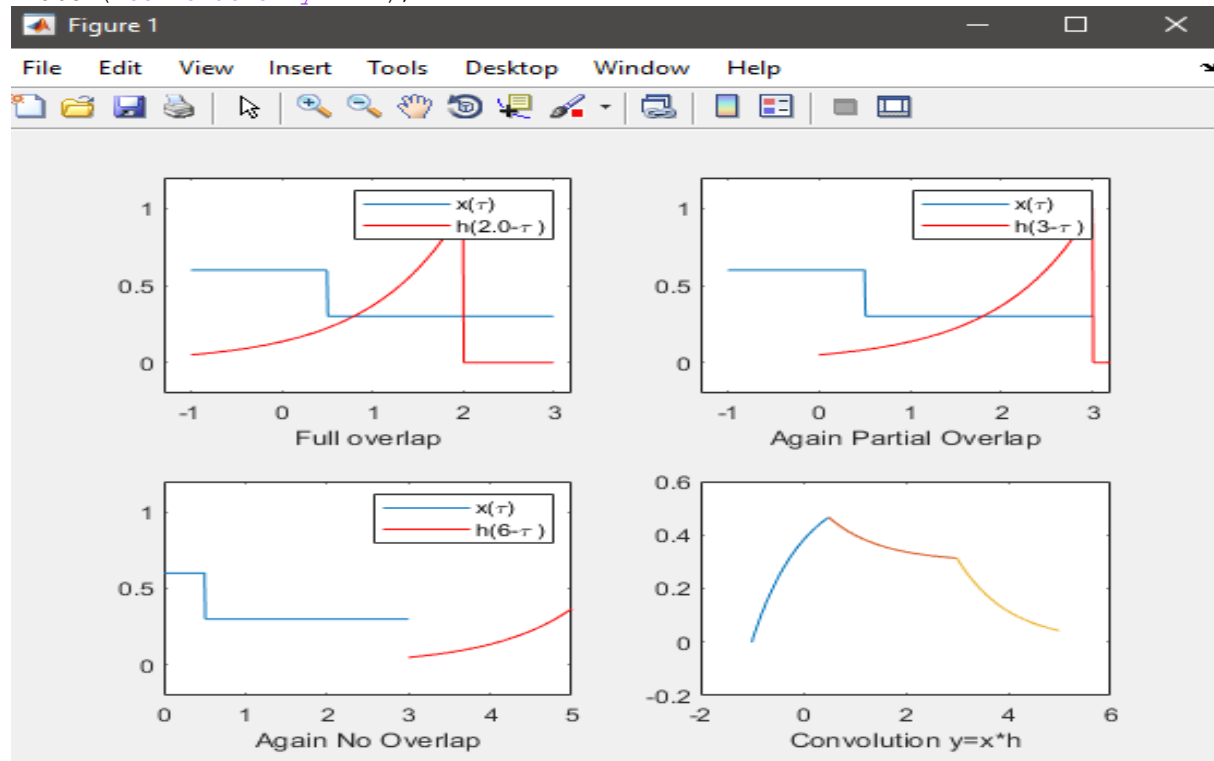 Figure 1
File Edit View Insert Tools Desktop Window Help
x(τ)
h(2.0-τ )
1
0.5
0
-1 0 1 2 3
Full overlap
x(τ)
h(3-τ )
1
0.5
0
-1 0 1 2 3
Again Partial Overlap
x(τ)
h(6-τ )
1
0.5
0
0 1 2 3 4 5
Again No Overlap
0.6
0.4
0.2
0
-0.2
-2 0 2 4 6
Convolution y=x*h